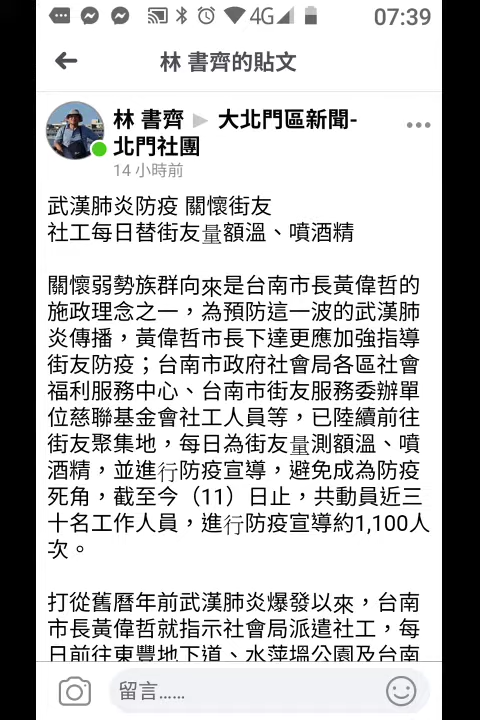 4G 07:39
林 書齊的貼文
林 書齊 ▶ 大北門區新聞-
北門社團
14 小時前
武漢肺炎防疫 關懷街友
社工每日替街友量額溫、噴酒精
關懷弱勢族群向來是台南市長黃偉哲的
施政理念之一，為預防這一波的武漢肺
炎傳播，黃偉哲市長下達更應加強指導
街友防疫；台南市政府社會局各區社會
福利服務中心、台南市街友服務委辦單
位慈聯基金會社工人員等，已陸續前往
街友聚集地，每日為街友量測額溫、噴
酒精，並進行防疫宣導，避免成為防疫
死角，截至今（11）日止，共動員近三
十名工作人員，進行防疫宣導約1,100人
次。
打從舊曆年前武漢肺炎爆發以來，台南
市長黃偉哲就指示社會局派遣社工，每
日前往東豐地下道、水萍塭公園及台南
留言......